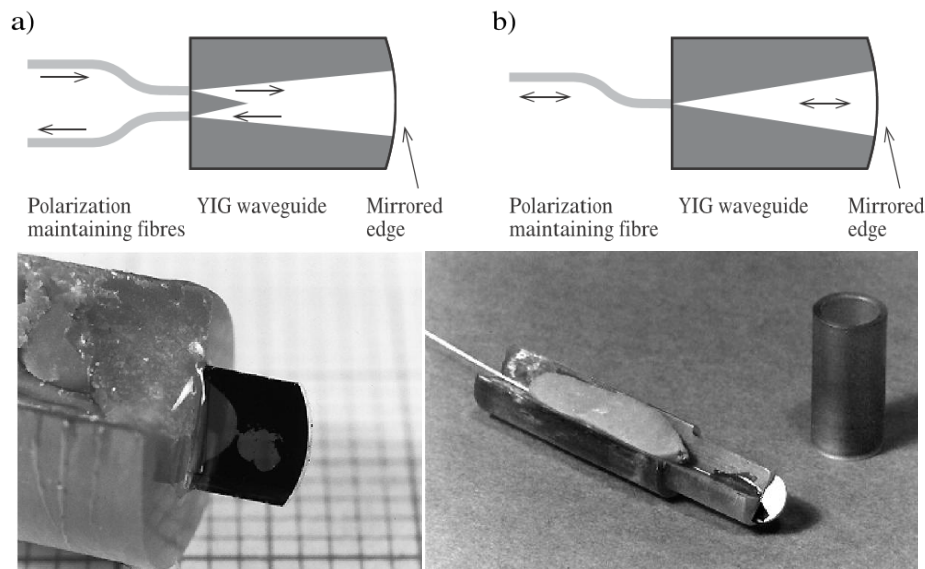 a)
Polarization
maintaining fibres
YIG waveguide
Mirrored
edge
b)
Polarization
maintaining fibre
YIG waveguide
Mirrored
edge